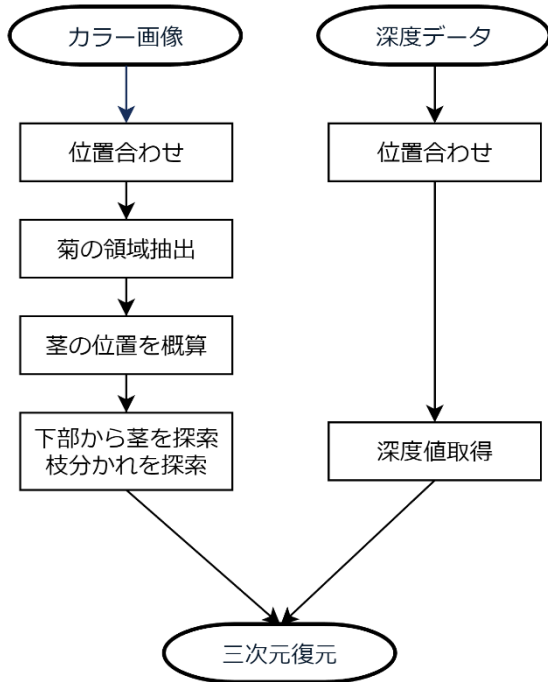 カラー画像
深度データ
位置合わせ
位置合わせ
菊の領域抽出
茎の位置を概算
下部から茎を探索
枝分かれを探索
深度値取得
三次元復元